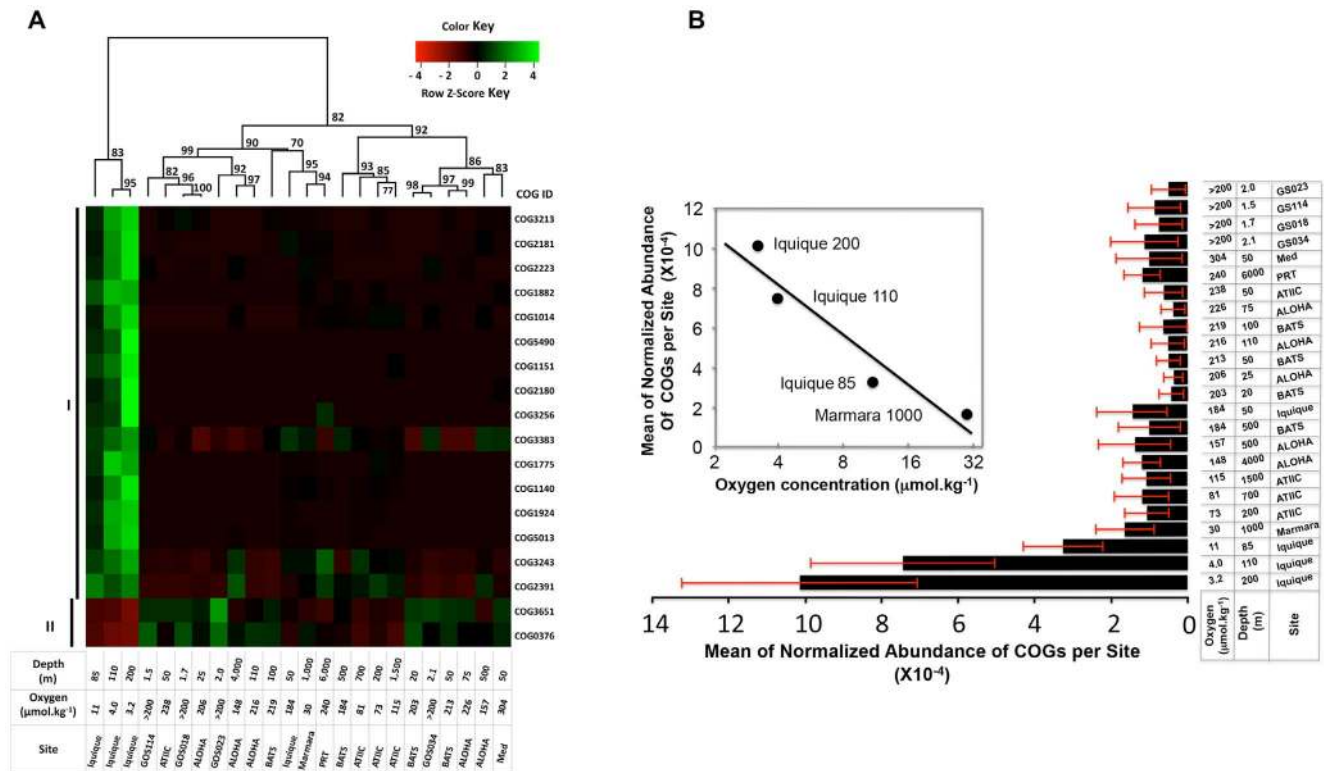 A
Color Key
- 4 - 2 0 2 4
Row Z-Score Key
82
92
90
70
99
83
86
95
92
93
83
82
95
96
94
85
97
97
99
100
98
77
COG ID
I
COG3213
COG2181
COG2223
COG1882
COG1014
COG5490
COG1151
COG2180
COG3256
COG3383
COG1775
COG1140
COG1924
COG5013
COG3243
COG2391
II
COG3651
COG0376
Depth (m) 85 110 200 1.5 50 1.7 25 2.0 4,000 110 100 50 1,000 6,000 500 700 200 1,500 20 2.1 50 75 500 50
Oxygen (μmol.kg⁻¹) 11 4.0 3.2 >200 238 >200 206 >200 148 216 219 184 30 240 184 81 73 115 203 >200 213 226 157 304
Site Iquique Iquique Iquique GOS114 ATIIC GOS018 ALOHA GOS023 ALOHA ALOHA BATS Iquique Marmara PRT BATS ATIIC ATIIC ATIIC BATS GOS034 BATS ALOHA ALOHA Med
B
Mean of Normalized Abundance
Of COGs per Site (X10⁻⁴)
12
10
8
6
4
2
0
Iquique 200
Iquique 110
Iquique 85
Marmara 1000
2 4 8 16 32
Oxygen concentration (μmol.kg⁻¹)
>200 2.0 GS023
>200 1.5 GS114
>200 1.7 GS018
>200 2.1 GS034
304 50 Med
240 6000 PRT
238 50 ATIIC
226 75 ALOHA
219 100 BATS
216 110 ALOHA
213 50 BATS
206 25 ALOHA
203 20 BATS
184 50 Iquique
184 500 BATS
157 500 ALOHA
148 4000 ALOHA
115 1500 ATIIC
81 700 ATIIC
73 200 ATIIC
30 1000 Marmara
11 85 Iquique
4.0 110 Iquique
3.2 200 Iquique
Oxygen (μmol.kg⁻¹) Depth (m) Site
14 12 10 8 6 4 2 0
Mean of Normalized Abundance of COGs per Site
(X10⁻⁴)